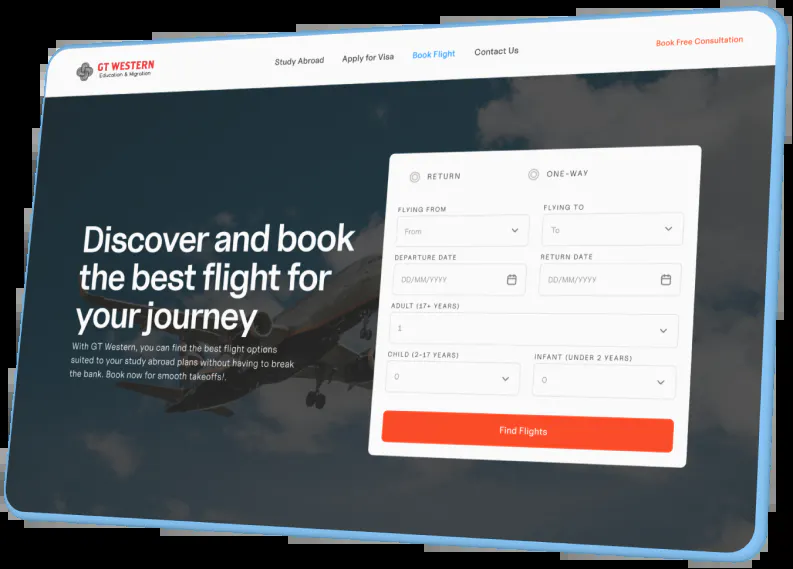 GT WESTERN
Education & Migration
Study Abroad
Apply for Visa
Book Flight
Contact Us
Book Free Consultation
Discover and book
the best flight for
your journey
With GT Western, you can find the best flight options
suited to your study abroad plans without having to break
the bank. Book now for smooth takeoffs!.
RETURN
ONE-WAY
FLYING FROM
FLYING TO
From
To
DEPARTURE DATE
RETURN DATE
DD/MM/YYYY
DD/MM/YYYY
ADULT (17+ YEARS)
1
CHILD (2-17 YEARS)
INFANT (UNDER 2 YEARS)
0
0
Find Flights